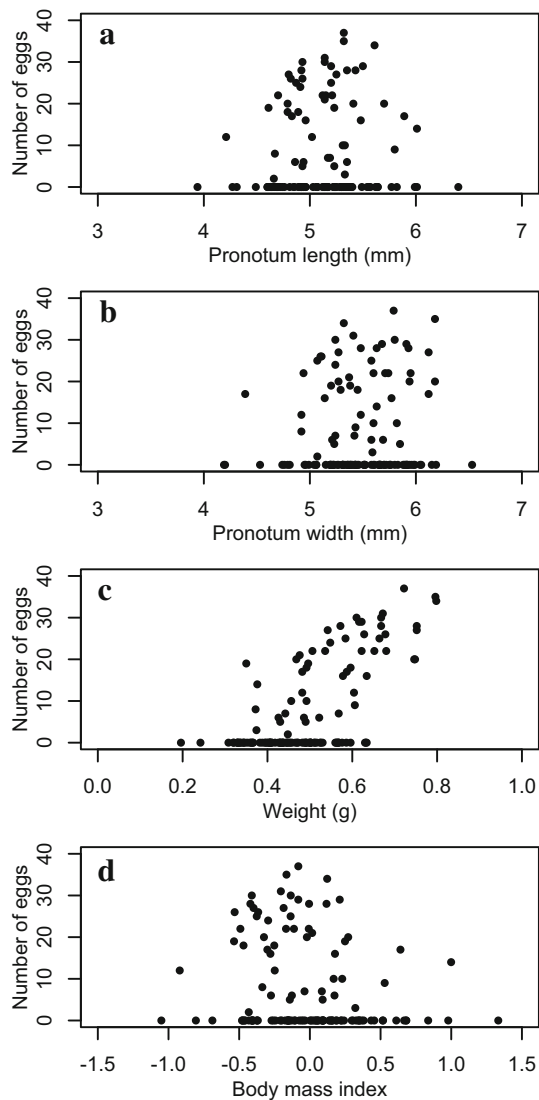 a
Number of eggs
0 10 20 30 40
3 4 5 6 7
Pronotum length (mm)
b
Number of eggs
0 10 20 30 40
3 4 5 6 7
Pronotum width (mm)
c
Number of eggs
0 10 20 30 40
0.0 0.2 0.4 0.6 0.8 1.0
Weight (g)
d
Number of eggs
0 10 20 30 40
-1.5 -1.0 -0.5 0.0 0.5 1.0 1.5
Body mass index